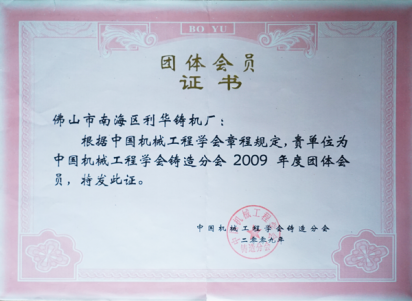 BO YU
团体会员
证书
佛山市南海区利华铸机厂：
根据中国机械工程学会章程规定，贵单位为
中国机械工程学会铸造分会 2009 年度团体会
员，特发此证。
中国机械工程学会铸造分会
二零零九年
铸造分会